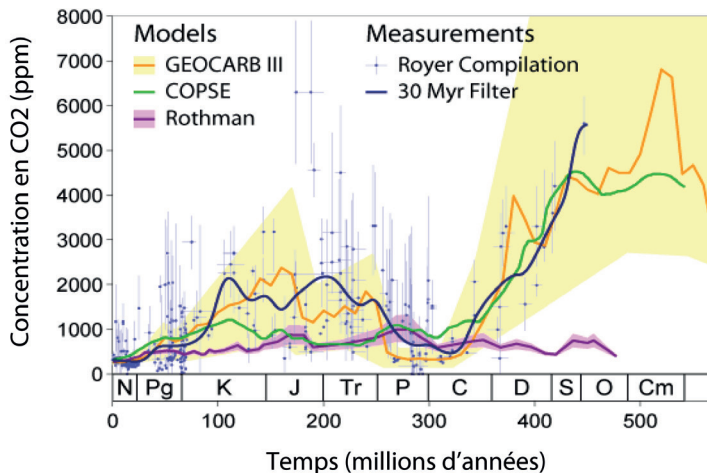 Concentration en CO2 (ppm)
8000
7000
6000
5000
4000
3000
2000
1000
0
Models
GEOCARB III
COPSE
Rothman
Measurements
Royer Compilation
30 Myr Filter
N Pg K J Tr P C D S O Cm
0 100 200 300 400 500
Temps (millions d'années)